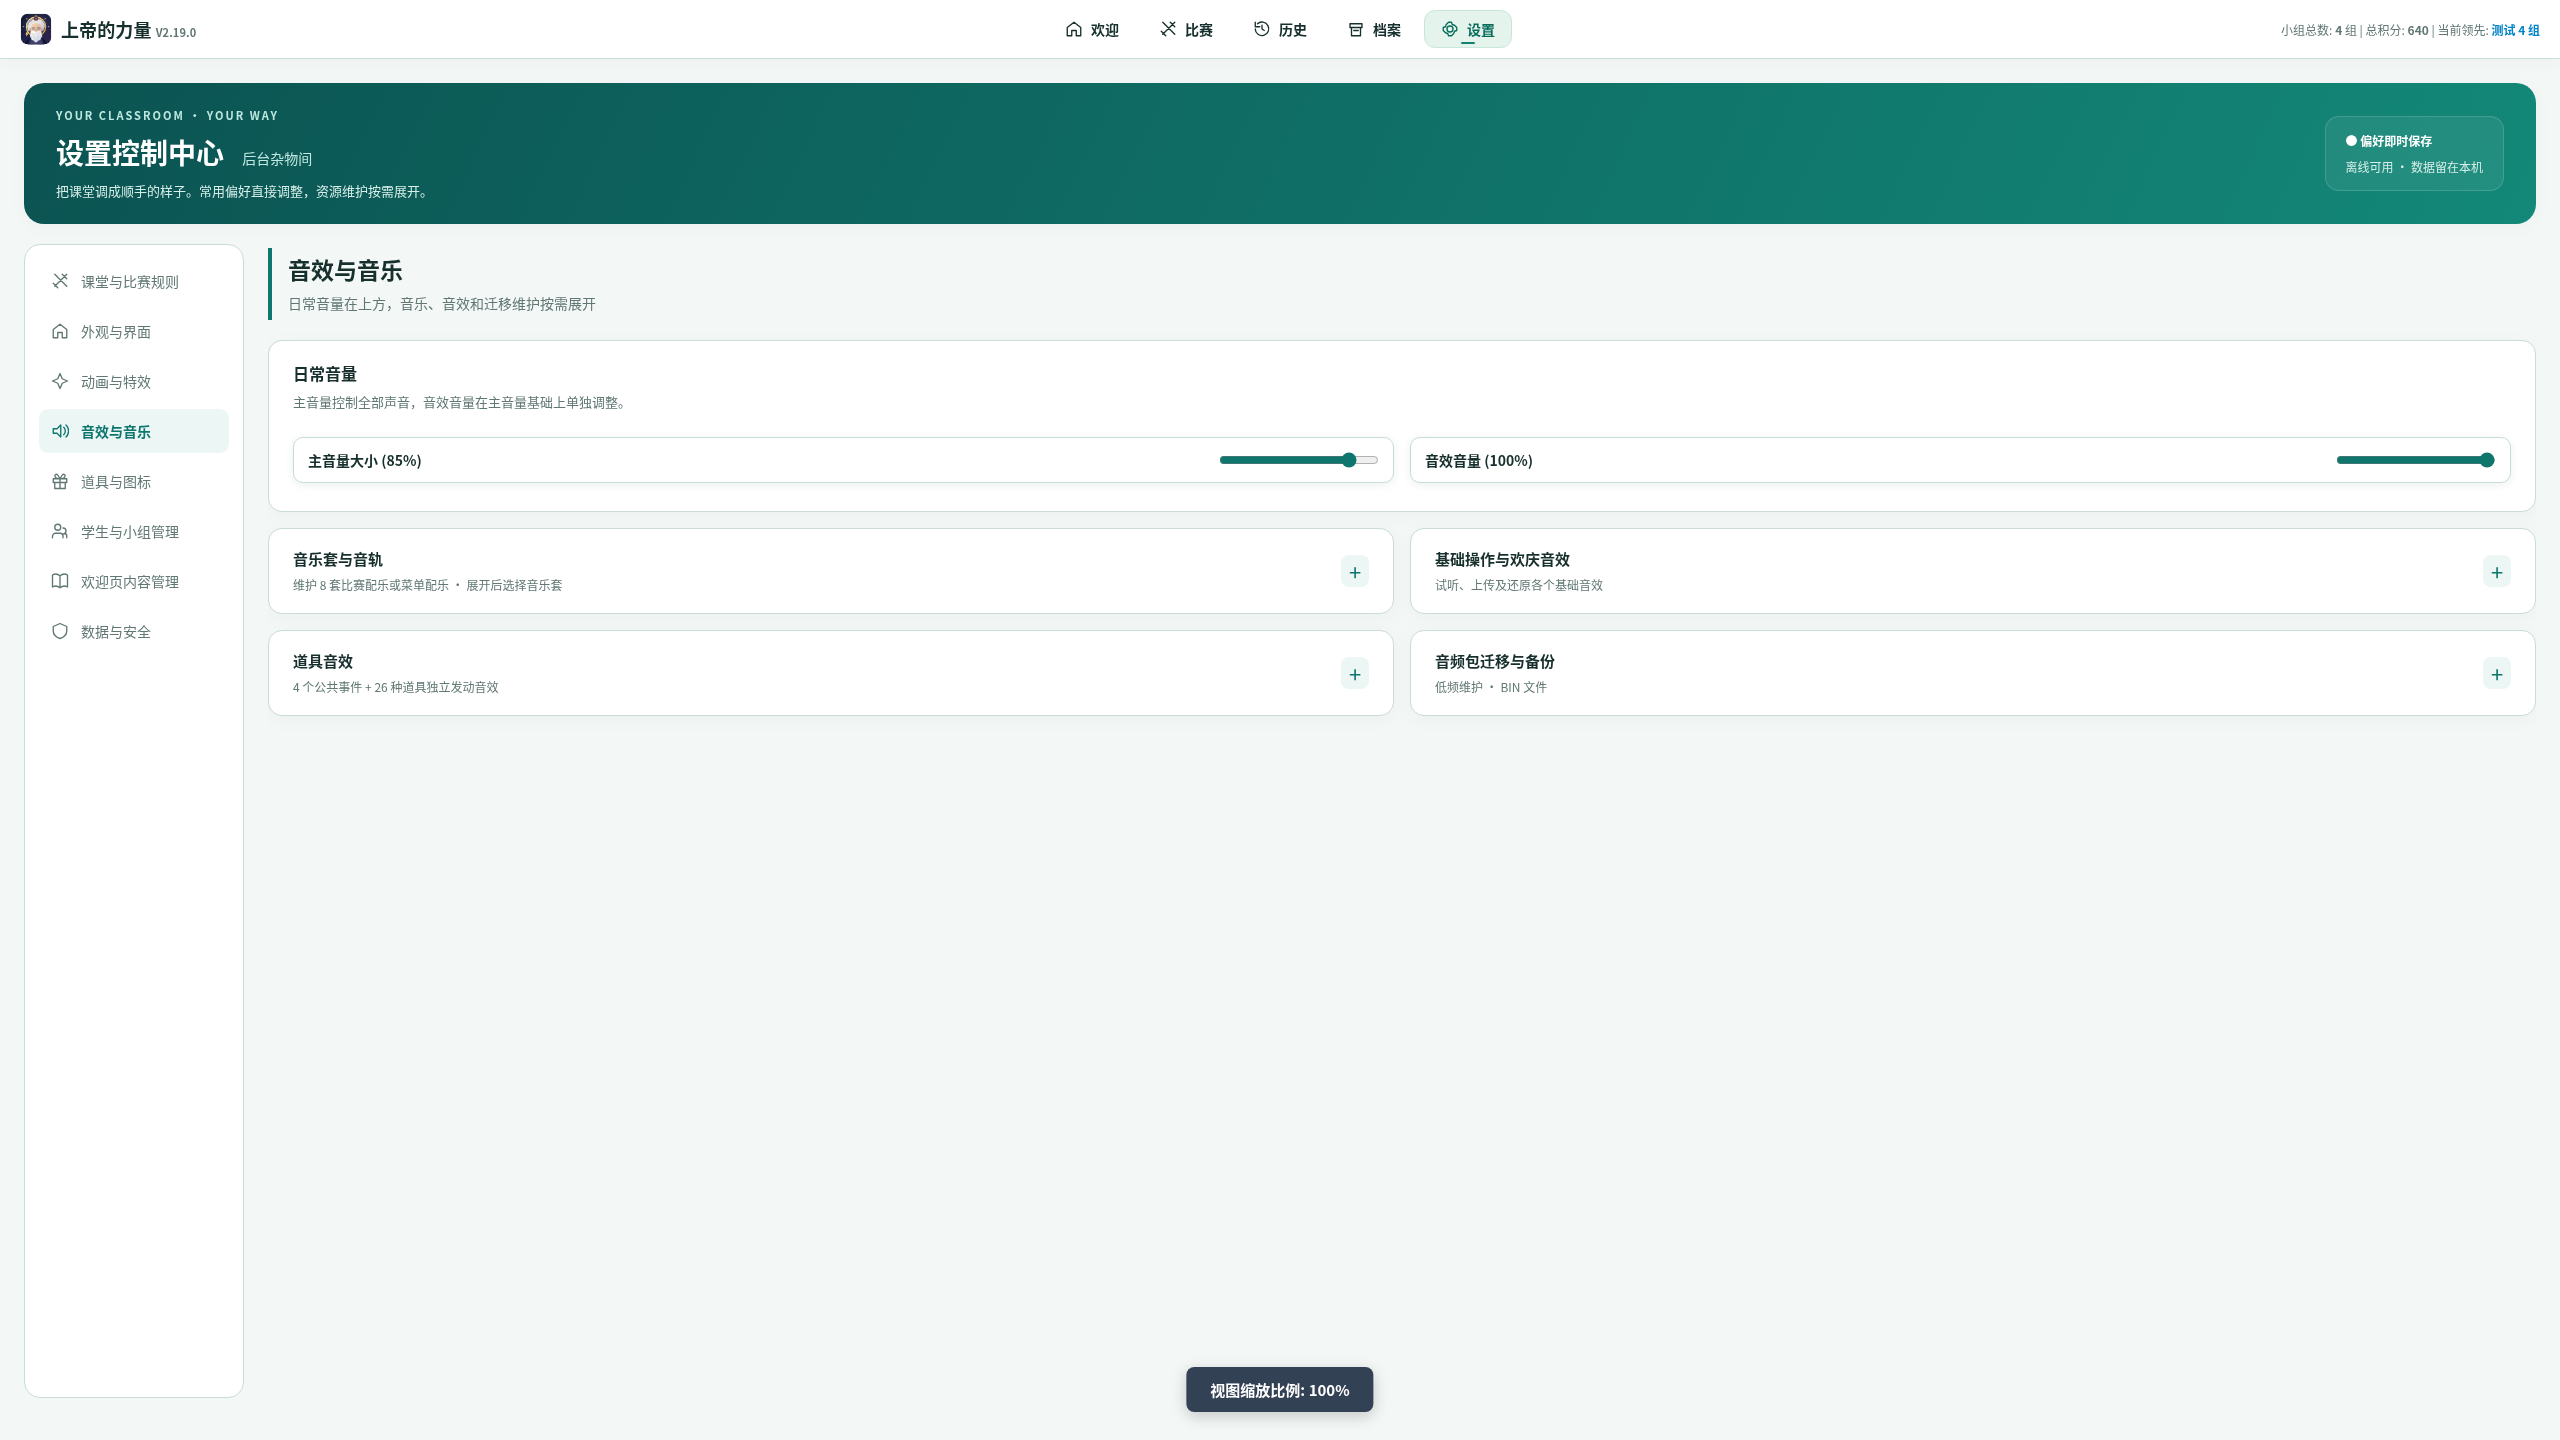 上帝的力量 V2.19.0
欢迎
比赛
历史
档案
设置
小组总数: 4 组 | 总积分: 640 | 当前领先: 测试 4 组
YOUR CLASSROOM · YOUR WAY
设置控制中心 后台杂物间
把课堂调成顺手的样子。常用偏好直接调整，资源维护按需展开。
偏好即时保存
离线可用 · 数据留在本机
课堂与比赛规则
外观与界面
动画与特效
音效与音乐
道具与图标
学生与小组管理
欢迎页内容管理
数据与安全
音效与音乐
日常音量在上方，音乐、音效和迁移维护按需展开
日常音量
主音量控制全部声音，音效音量在主音量基础上单独调整。
主音量大小 (85%)
音效音量 (100%)
音乐套与音轨
维护 8 套比赛配乐或菜单配乐 · 展开后选择音乐套
+
基础操作与欢庆音效
试听、上传及还原各个基础音效
+
道具音效
4 个公共事件 + 26 种道具独立发动音效
+
音频包迁移与备份
低频维护 · BIN 文件
+
视图缩放比例: 100%